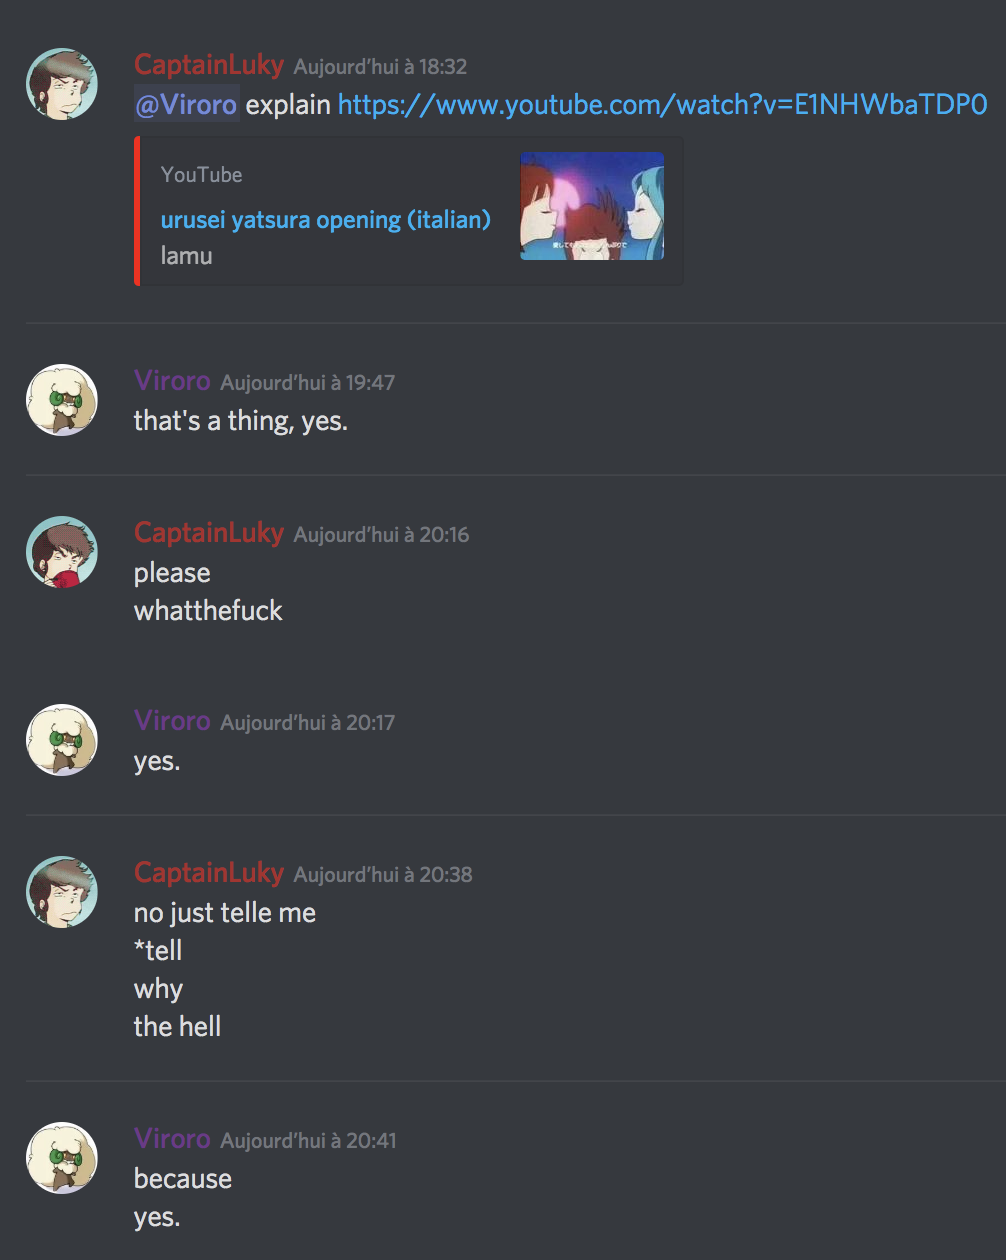 CaptainLuky Aujourd'hui à 18:32
@Viroro explain https://www.youtube.com/watch?v=E1NHWbaTDP0
YouTube
urusei yatsura opening (italian)
lamu
Viroro Aujourd'hui à 19:47
that's a thing, yes.
CaptainLuky Aujourd'hui à 20:16
please
whatthefuck
Viroro Aujourd'hui à 20:17
yes.
CaptainLuky Aujourd'hui à 20:38
no just telle me
*tell
why
the hell
Viroro Aujourd'hui à 20:41
because
yes.